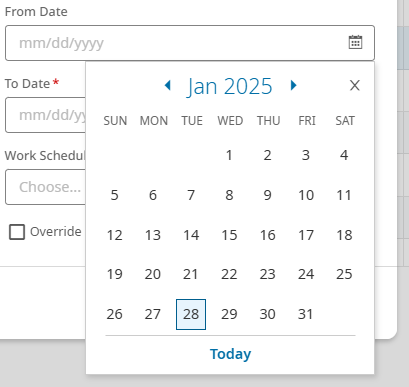 From Date
mm/dd/yyyy
Jan 2025
To Date *
SUN MON TUE WED THU FRI SAT
mm/dd/y
1 2 3 4
Work Schedul
Choose...
5 6 7 8 9 10 11
Override
12 13 14 15 16 17 18
19 20 21 22 23 24 25
26 27 28 29 30 31
Today